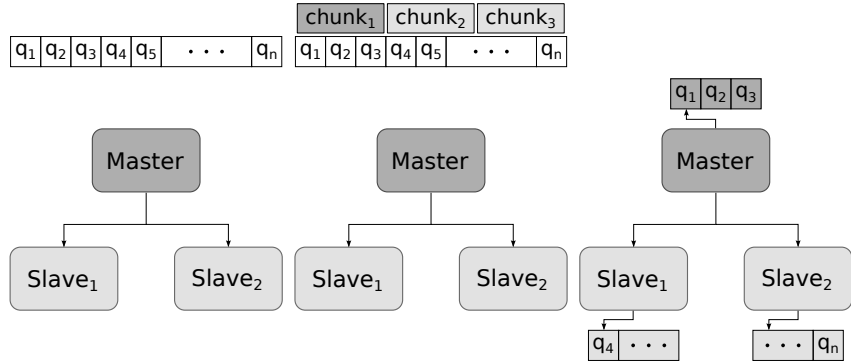 chunk₁ chunk₂ chunk₃
q₁ q₂ q₃ q₄ q₅ ··· qₙ q₁ q₂ q₃ q₄ q₅ ··· qₙ
q₁ q₂ q₃
Master Master Master
Slave₁ Slave₂ Slave₁ Slave₂ Slave₁ Slave₂
q₄ ··· ··· qₙ